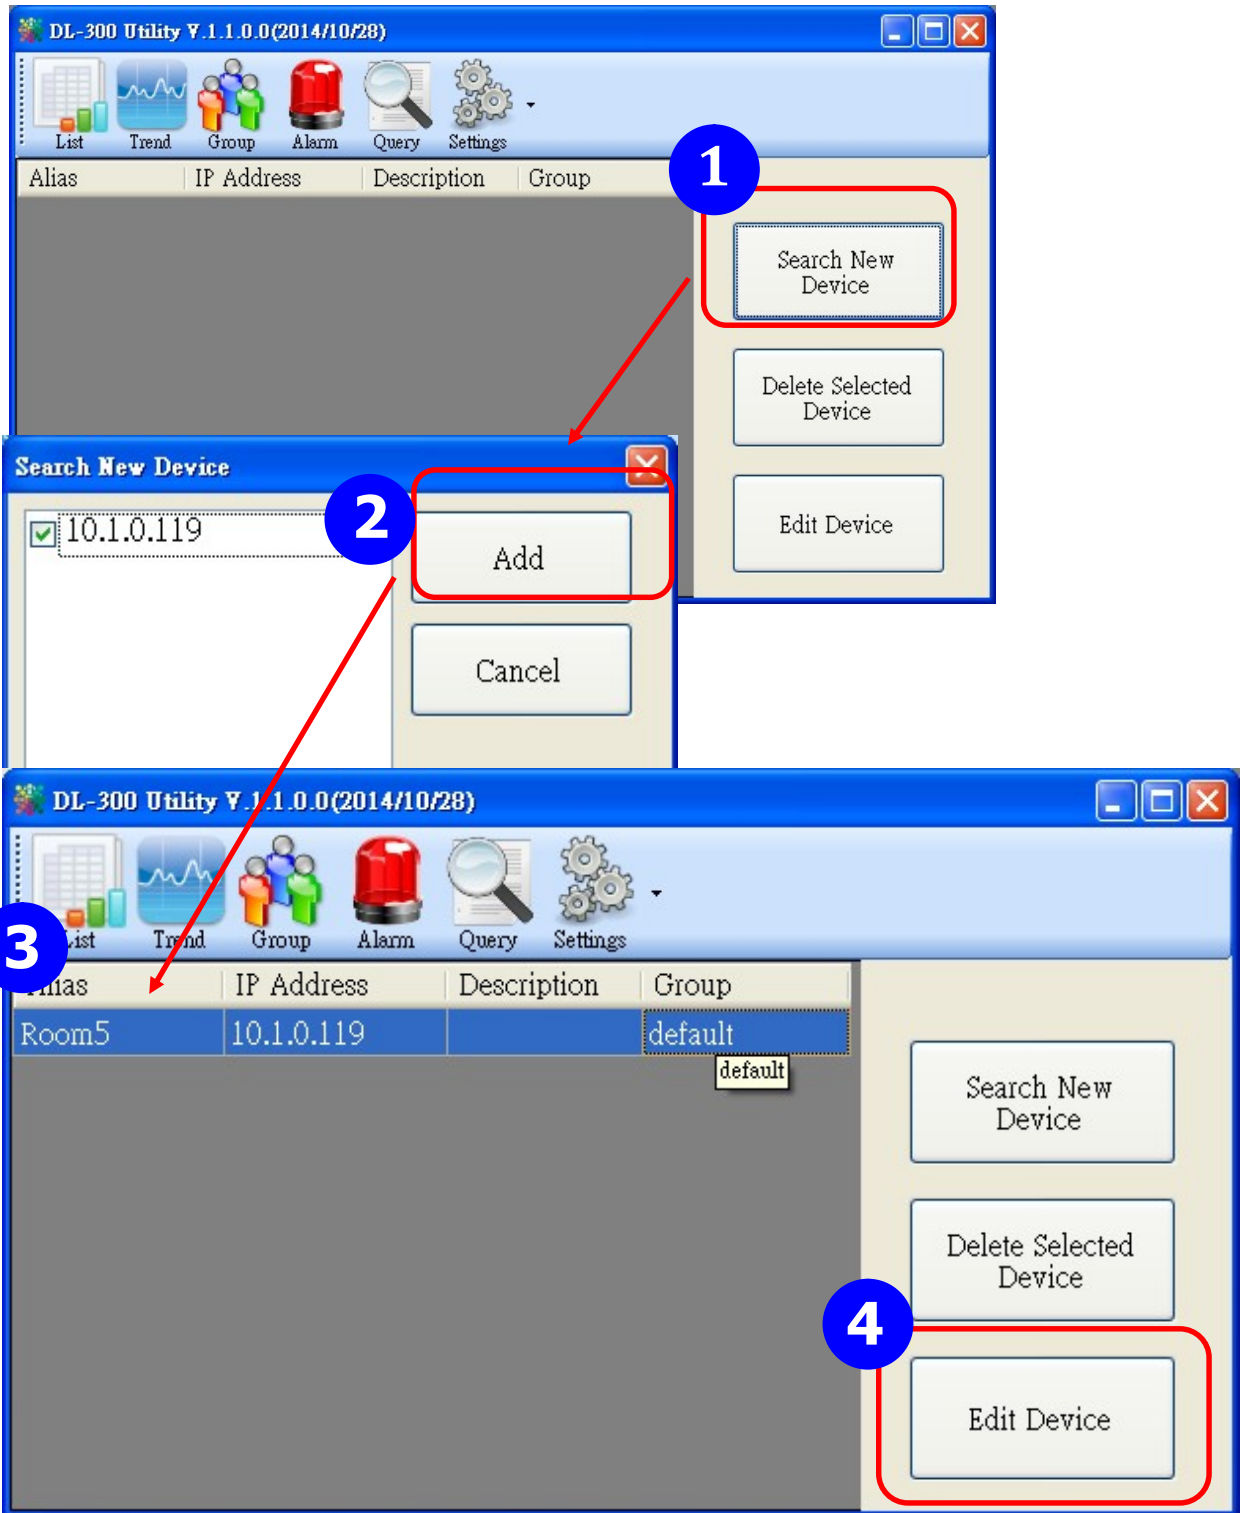 DL-300 Utility V.1.1.0.0(2014/10/28)
List Trend Group Alarm Query Settings
Alias IP Address Description Group
1
Search New
Device
Delete Selected
Device
Edit Device
Search New Device
2
10.1.0.119
Add
Cancel
DL-300 Utility V.1.1.0.0(2014/10/28)
List Trend Group Alarm Query Settings
3
Alias IP Address Description Group
Room5 10.1.0.119 default
default
Search New
Device
Delete Selected
Device
4
Edit Device